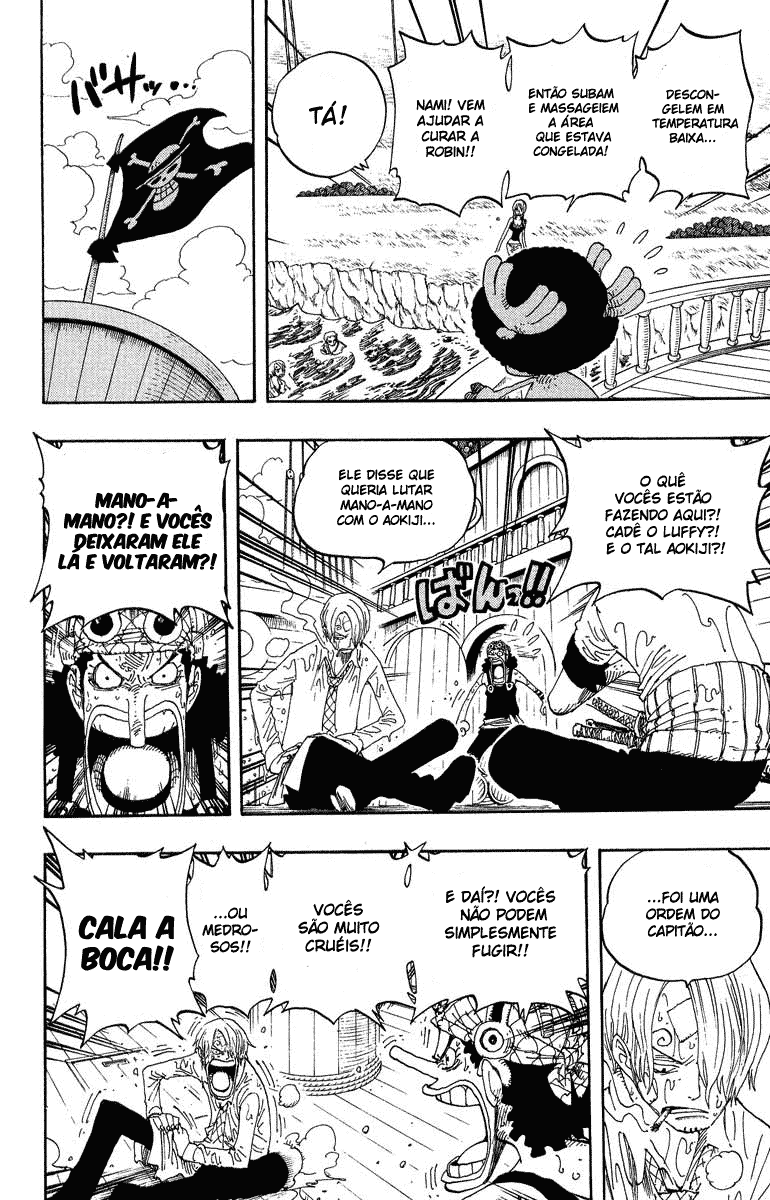 DESCON-
GELEM EM
TEMPERATURA
BAIXA...
ENTÃO SUBAM
E MASSAGEIEM
A ÁREA
QUE ESTAVA
CONGELADA!
NAMI! VEM
AJUDAR A
CURAR A
ROBIN!!
TÁ!
バサッ...
O QUÊ
VOCÊS ESTÃO
FAZENDO AQUI?!
CADÊ O LUFFY?!
E O TAL AOKIJI?!
ばんっ!!
ELE DISSE QUE
QUERIA LUTAR
MANO-A-MANO
COM O AOKIJI...
MANO-A-
MANO?! E VOCÊS
DEIXARAM ELE
LÁ E VOLTARAM?!
...FOI UMA
ORDEM DO
CAPITÃO...
E DAÍ?! VOCÊS
NÃO PODEM
SIMPLESMENTE
FUGIR!!
VOCÊS
SÃO MUITO
CRUÉIS!!
...OU
MEDRO-
SOS!!
CALA A
BOCA!!